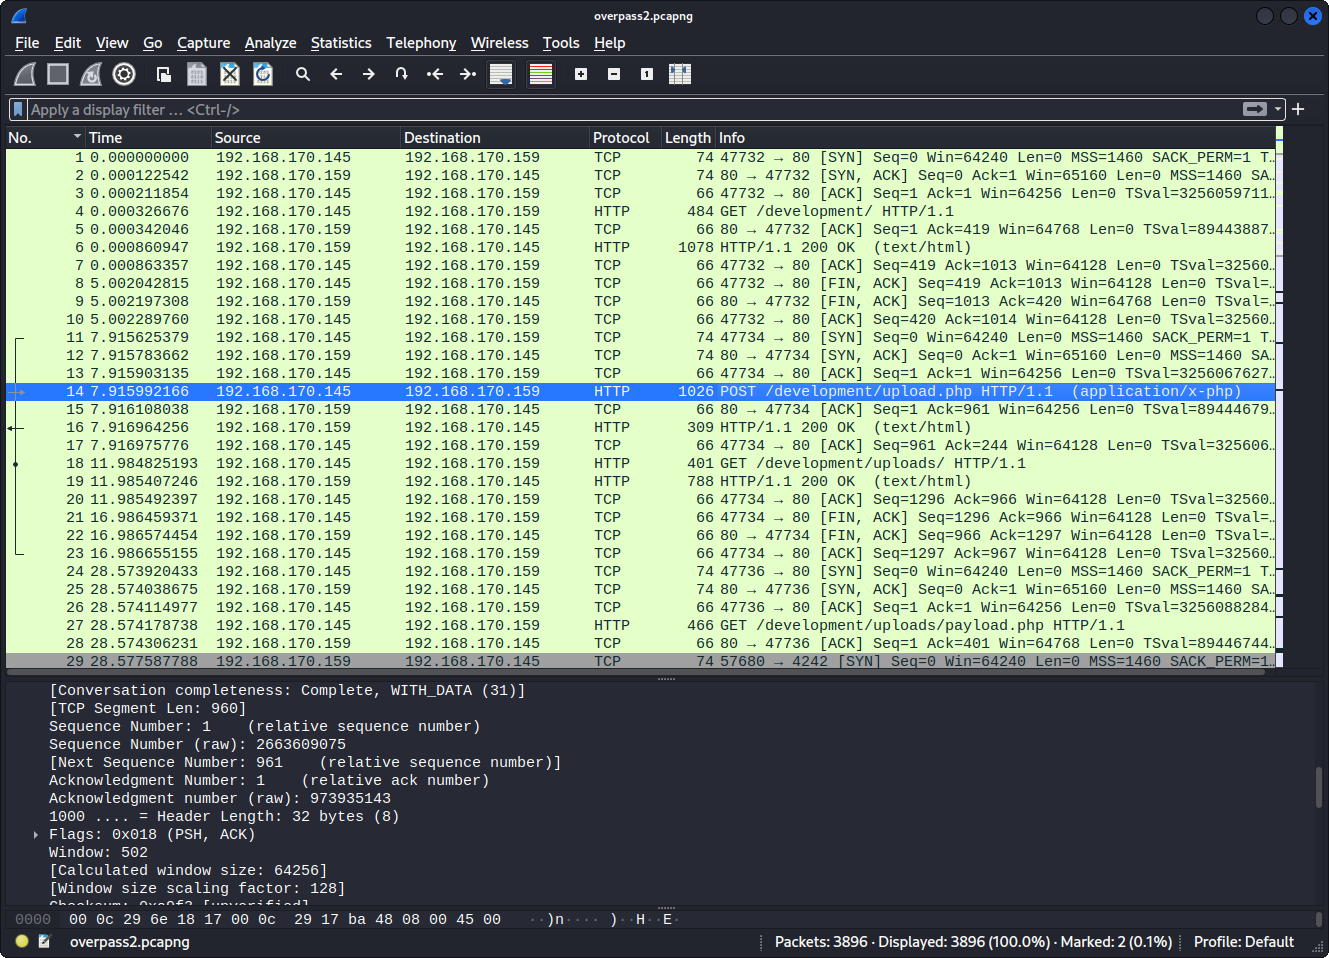 overpass2.pcapng
File Edit View Go Capture Analyze Statistics Telephony Wireless Tools Help
Apply a display filter … <Ctrl-/>
No. Time Source Destination Protocol Length Info
1 0.000000000 192.168.170.145 192.168.170.159 TCP 74 47732 → 80 [SYN] Seq=0 Win=64240 Len=0 MSS=1460 SACK_PERM=1 T…
2 0.000122542 192.168.170.159 192.168.170.145 TCP 74 80 → 47732 [SYN, ACK] Seq=0 Ack=1 Win=65160 Len=0 MSS=1460 SA…
3 0.000211854 192.168.170.145 192.168.170.159 TCP 66 47732 → 80 [ACK] Seq=1 Ack=1 Win=64256 Len=0 TSval=3256059711…
4 0.000326676 192.168.170.145 192.168.170.159 HTTP 484 GET /development/ HTTP/1.1
5 0.000342046 192.168.170.159 192.168.170.145 TCP 66 80 → 47732 [ACK] Seq=1 Ack=419 Win=64768 Len=0 TSval=89443887…
6 0.000860947 192.168.170.159 192.168.170.145 HTTP 1078 HTTP/1.1 200 OK (text/html)
7 0.000863357 192.168.170.145 192.168.170.159 TCP 66 47732 → 80 [ACK] Seq=419 Ack=1013 Win=64128 Len=0 TSval=32560…
8 5.002042815 192.168.170.145 192.168.170.159 TCP 66 47732 → 80 [FIN, ACK] Seq=419 Ack=1013 Win=64128 Len=0 TSval=…
9 5.002197308 192.168.170.159 192.168.170.145 TCP 66 80 → 47732 [FIN, ACK] Seq=1013 Ack=420 Win=64768 Len=0 TSval=…
10 5.002289760 192.168.170.145 192.168.170.159 TCP 66 47732 → 80 [ACK] Seq=420 Ack=1014 Win=64128 Len=0 TSval=32560…
11 7.915625379 192.168.170.145 192.168.170.159 TCP 74 47734 → 80 [SYN] Seq=0 Win=64240 Len=0 MSS=1460 SACK_PERM=1 T…
12 7.915783662 192.168.170.159 192.168.170.145 TCP 74 80 → 47734 [SYN, ACK] Seq=0 Ack=1 Win=65160 Len=0 MSS=1460 SA…
13 7.915903135 192.168.170.145 192.168.170.159 TCP 66 47734 → 80 [ACK] Seq=1 Ack=1 Win=64256 Len=0 TSval=3256067627…
14 7.915992166 192.168.170.145 192.168.170.159 HTTP 1026 POST /development/upload.php HTTP/1.1 (application/x-php)
15 7.916108038 192.168.170.159 192.168.170.145 TCP 66 80 → 47734 [ACK] Seq=1 Ack=961 Win=64256 Len=0 TSval=89444679…
16 7.916964256 192.168.170.159 192.168.170.145 HTTP 309 HTTP/1.1 200 OK (text/html)
17 7.916975776 192.168.170.145 192.168.170.159 TCP 66 47734 → 80 [ACK] Seq=961 Ack=244 Win=64128 Len=0 TSval=325606…
18 11.984825193 192.168.170.145 192.168.170.159 HTTP 401 GET /development/uploads/ HTTP/1.1
19 11.985407246 192.168.170.159 192.168.170.145 HTTP 788 HTTP/1.1 200 OK (text/html)
20 11.985492397 192.168.170.145 192.168.170.159 TCP 66 47734 → 80 [ACK] Seq=1296 Ack=966 Win=64128 Len=0 TSval=32560…
21 16.986459371 192.168.170.145 192.168.170.159 TCP 66 47734 → 80 [FIN, ACK] Seq=1296 Ack=966 Win=64128 Len=0 TSval=…
22 16.986574454 192.168.170.159 192.168.170.145 TCP 66 80 → 47734 [FIN, ACK] Seq=966 Ack=1297 Win=64128 Len=0 TSval=…
23 16.986655155 192.168.170.145 192.168.170.159 TCP 66 47734 → 80 [ACK] Seq=1297 Ack=967 Win=64128 Len=0 TSval=32560…
24 28.573920433 192.168.170.145 192.168.170.159 TCP 74 47736 → 80 [SYN] Seq=0 Win=64240 Len=0 MSS=1460 SACK_PERM=1 T…
25 28.574038675 192.168.170.159 192.168.170.145 TCP 74 80 → 47736 [SYN, ACK] Seq=0 Ack=1 Win=65160 Len=0 MSS=1460 SA…
26 28.574114977 192.168.170.145 192.168.170.159 TCP 66 47736 → 80 [ACK] Seq=1 Ack=1 Win=64256 Len=0 TSval=3256088284…
27 28.574178738 192.168.170.145 192.168.170.159 HTTP 466 GET /development/uploads/payload.php HTTP/1.1
28 28.574306231 192.168.170.159 192.168.170.145 TCP 66 80 → 47736 [ACK] Seq=1 Ack=401 Win=64768 Len=0 TSval=89446744…
29 28.577587788 192.168.170.159 192.168.170.145 TCP 74 57680 → 4242 [SYN] Seq=0 Win=64240 Len=0 MSS=1460 SACK_PERM=1…
[Conversation completeness: Complete, WITH_DATA (31)]
[TCP Segment Len: 960]
Sequence Number: 1 (relative sequence number)
Sequence Number (raw): 2663609075
[Next Sequence Number: 961 (relative sequence number)]
Acknowledgment Number: 1 (relative ack number)
Acknowledgment number (raw): 973935143
1000 .... = Header Length: 32 bytes (8)
Flags: 0x018 (PSH, ACK)
Window: 502
[Calculated window size: 64256]
[Window size scaling factor: 128]
0000 00 0c 29 6e 18 17 00 0c 29 17 ba 48 08 00 45 00 ··)n···· )··H··E·
overpass2.pcapng Packets: 3896 · Displayed: 3896 (100.0%) · Marked: 2 (0.1%) Profile: Default